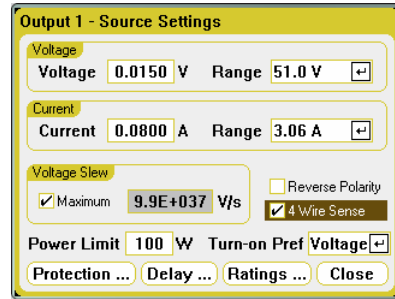 Output 1 - Source Settings
Voltage
Voltage 0.0150 V Range 51.0 V
Current
Current 0.0800 A Range 3.06 A
Voltage Slew
Maximum 9.9E+037 V/s
Reverse Polarity
4 Wire Sense
Power Limit 100 W Turn-on Pref Voltage
Protection ... Delay ... Ratings ... Close